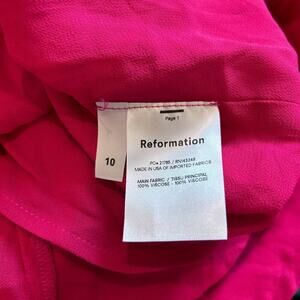 Page 1
10
Reformation
PO# 21785 / RN143248
MADE IN USA OF IMPORTED FABRICS
MAIN FABRIC / TISSU PRINCIPAL
100% VISCOSE - 100% VISCOSE